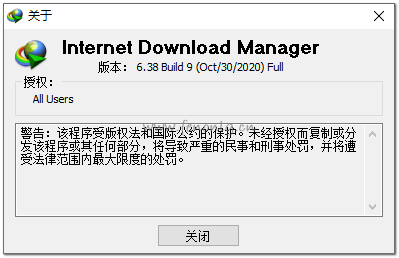 关于
Internet Download Manager
版本： 6.38 Build 9 (Oct/30/2020) Full
授权：
All Users
警告：该程序受版权法和国际公约的保护。未经授权而复制或分
发该程序或其任何部分，将导致严重的民事和刑事处罚，并将遭
受法律范围内最大限度的处罚。
关闭